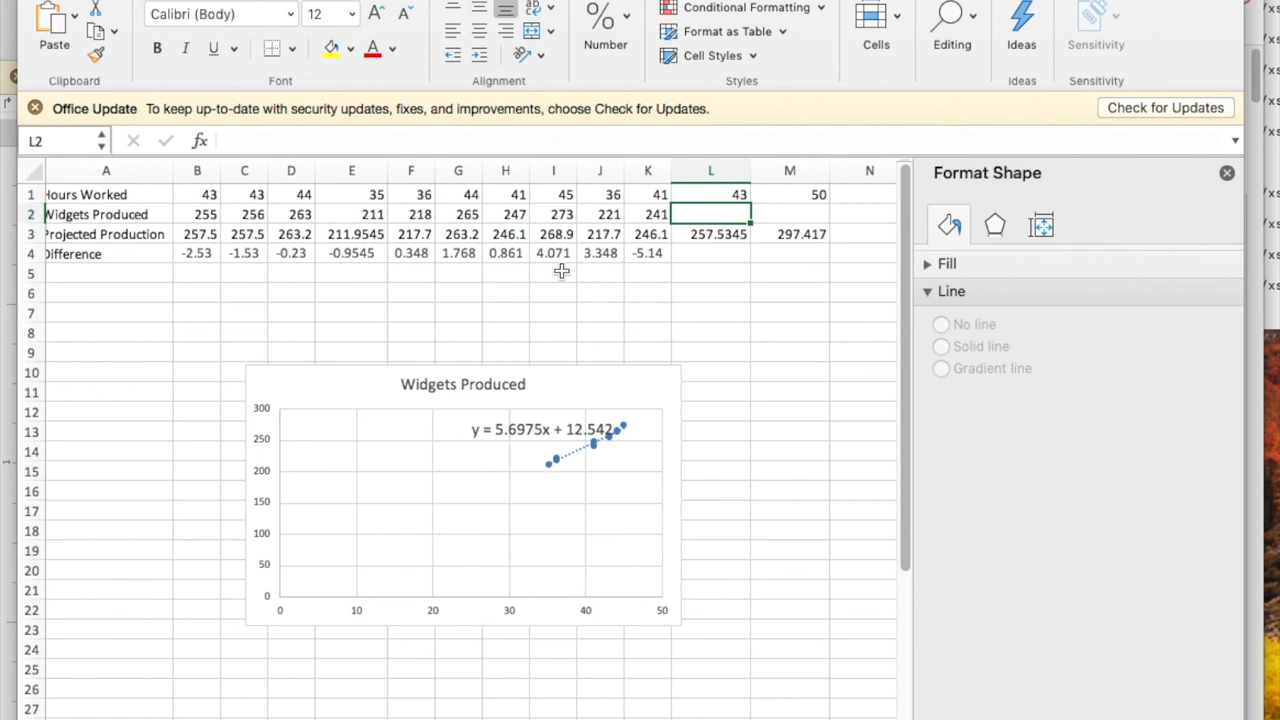 Calibri (Body) 12 A A ab
Paste B I U A
% Number
Conditional Formatting
Format as Table
Cell Styles
Cells Editing Ideas Sensitivity
Clipboard Font Alignment Styles Ideas Sensitivity
Office Update To keep up-to-date with security updates, fixes, and improvements, choose Check for Updates. Check for Updates
L2 fx
A B C D E F G H I J K L M N
1 Hours Worked 43 43 44 35 36 44 41 45 36 41 43 50
2 Widgets Produced 255 256 263 211 218 265 247 273 221 241
3 Projected Production 257.5 257.5 263.2 211.9545 217.7 263.2 246.1 268.9 217.7 246.1 257.5345 297.417
4 Difference -2.53 -1.53 -0.23 -0.9545 0.348 1.768 0.861 4.071 3.348 -5.14
5
6
7
8
9
10
11
12
13
14
15
16
17
18
19
20
21
22
23
24
25
26
27
Widgets Produced
y = 5.6975x + 12.542
300
250
200
150
100
50
0
0 10 20 30 40 50
Format Shape
Fill
Line
No line
Solid line
Gradient line